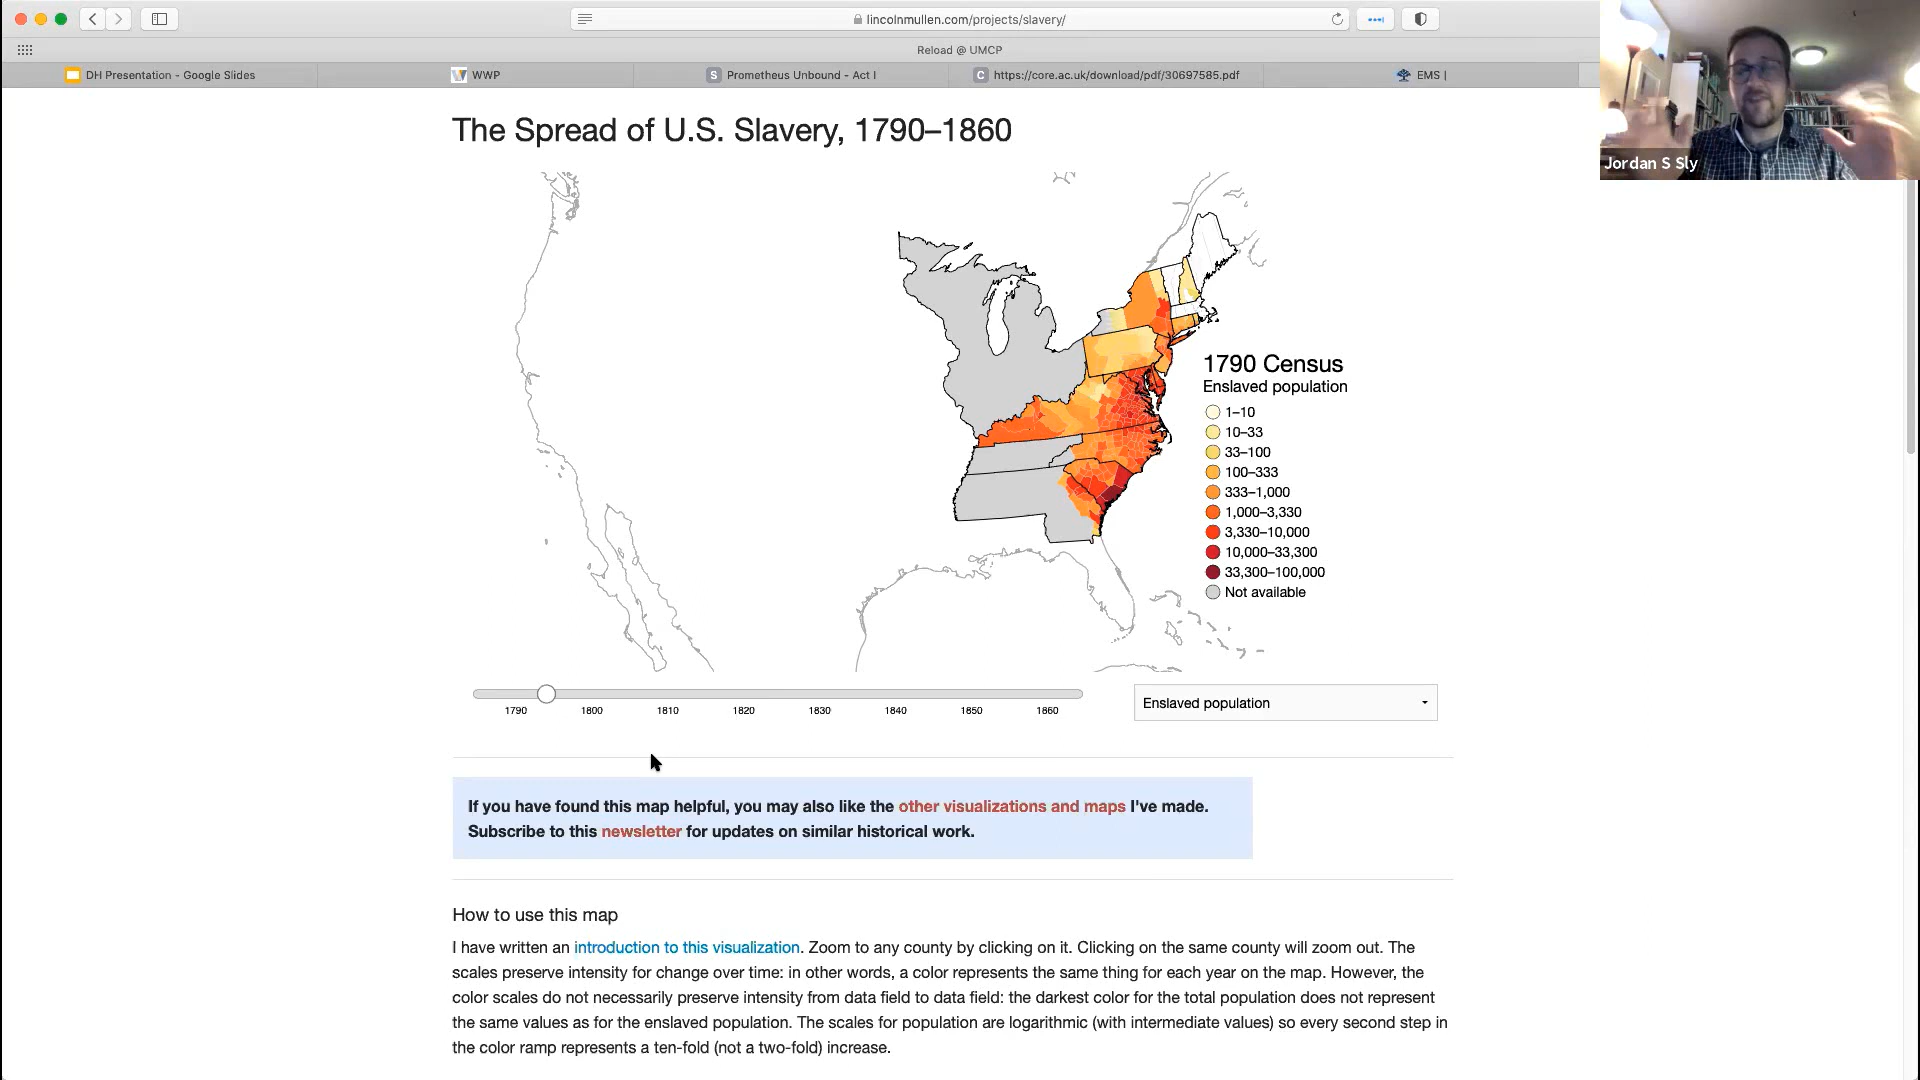 lincolnmullen.com/projects/slavery/
Reload @ UMCP
DH Presentation - Google Slides
WWP
S Prometheus Unbound - Act I
C https://core.ac.uk/download/pdf/30697585.pdf
EMS |
Jordan S Sly
The Spread of U.S. Slavery, 1790–1860
1790 Census
Enslaved population
1–10
10–33
33–100
100–333
333–1,000
1,000–3,330
3,330–10,000
10,000–33,300
33,300–100,000
Not available
1790 1800 1810 1820 1830 1840 1850 1860
Enslaved population
If you have found this map helpful, you may also like the other visualizations and maps I've made.
Subscribe to this newsletter for updates on similar historical work.
How to use this map
I have written an introduction to this visualization. Zoom to any county by clicking on it. Clicking on the same county will zoom out. The
scales preserve intensity for change over time: in other words, a color represents the same thing for each year on the map. However, the
color scales do not necessarily preserve intensity from data field to data field: the darkest color for the total population does not represent
the same values as for the enslaved population. The scales for population are logarithmic (with intermediate values) so every second step in
the color ramp represents a ten-fold (not a two-fold) increase.